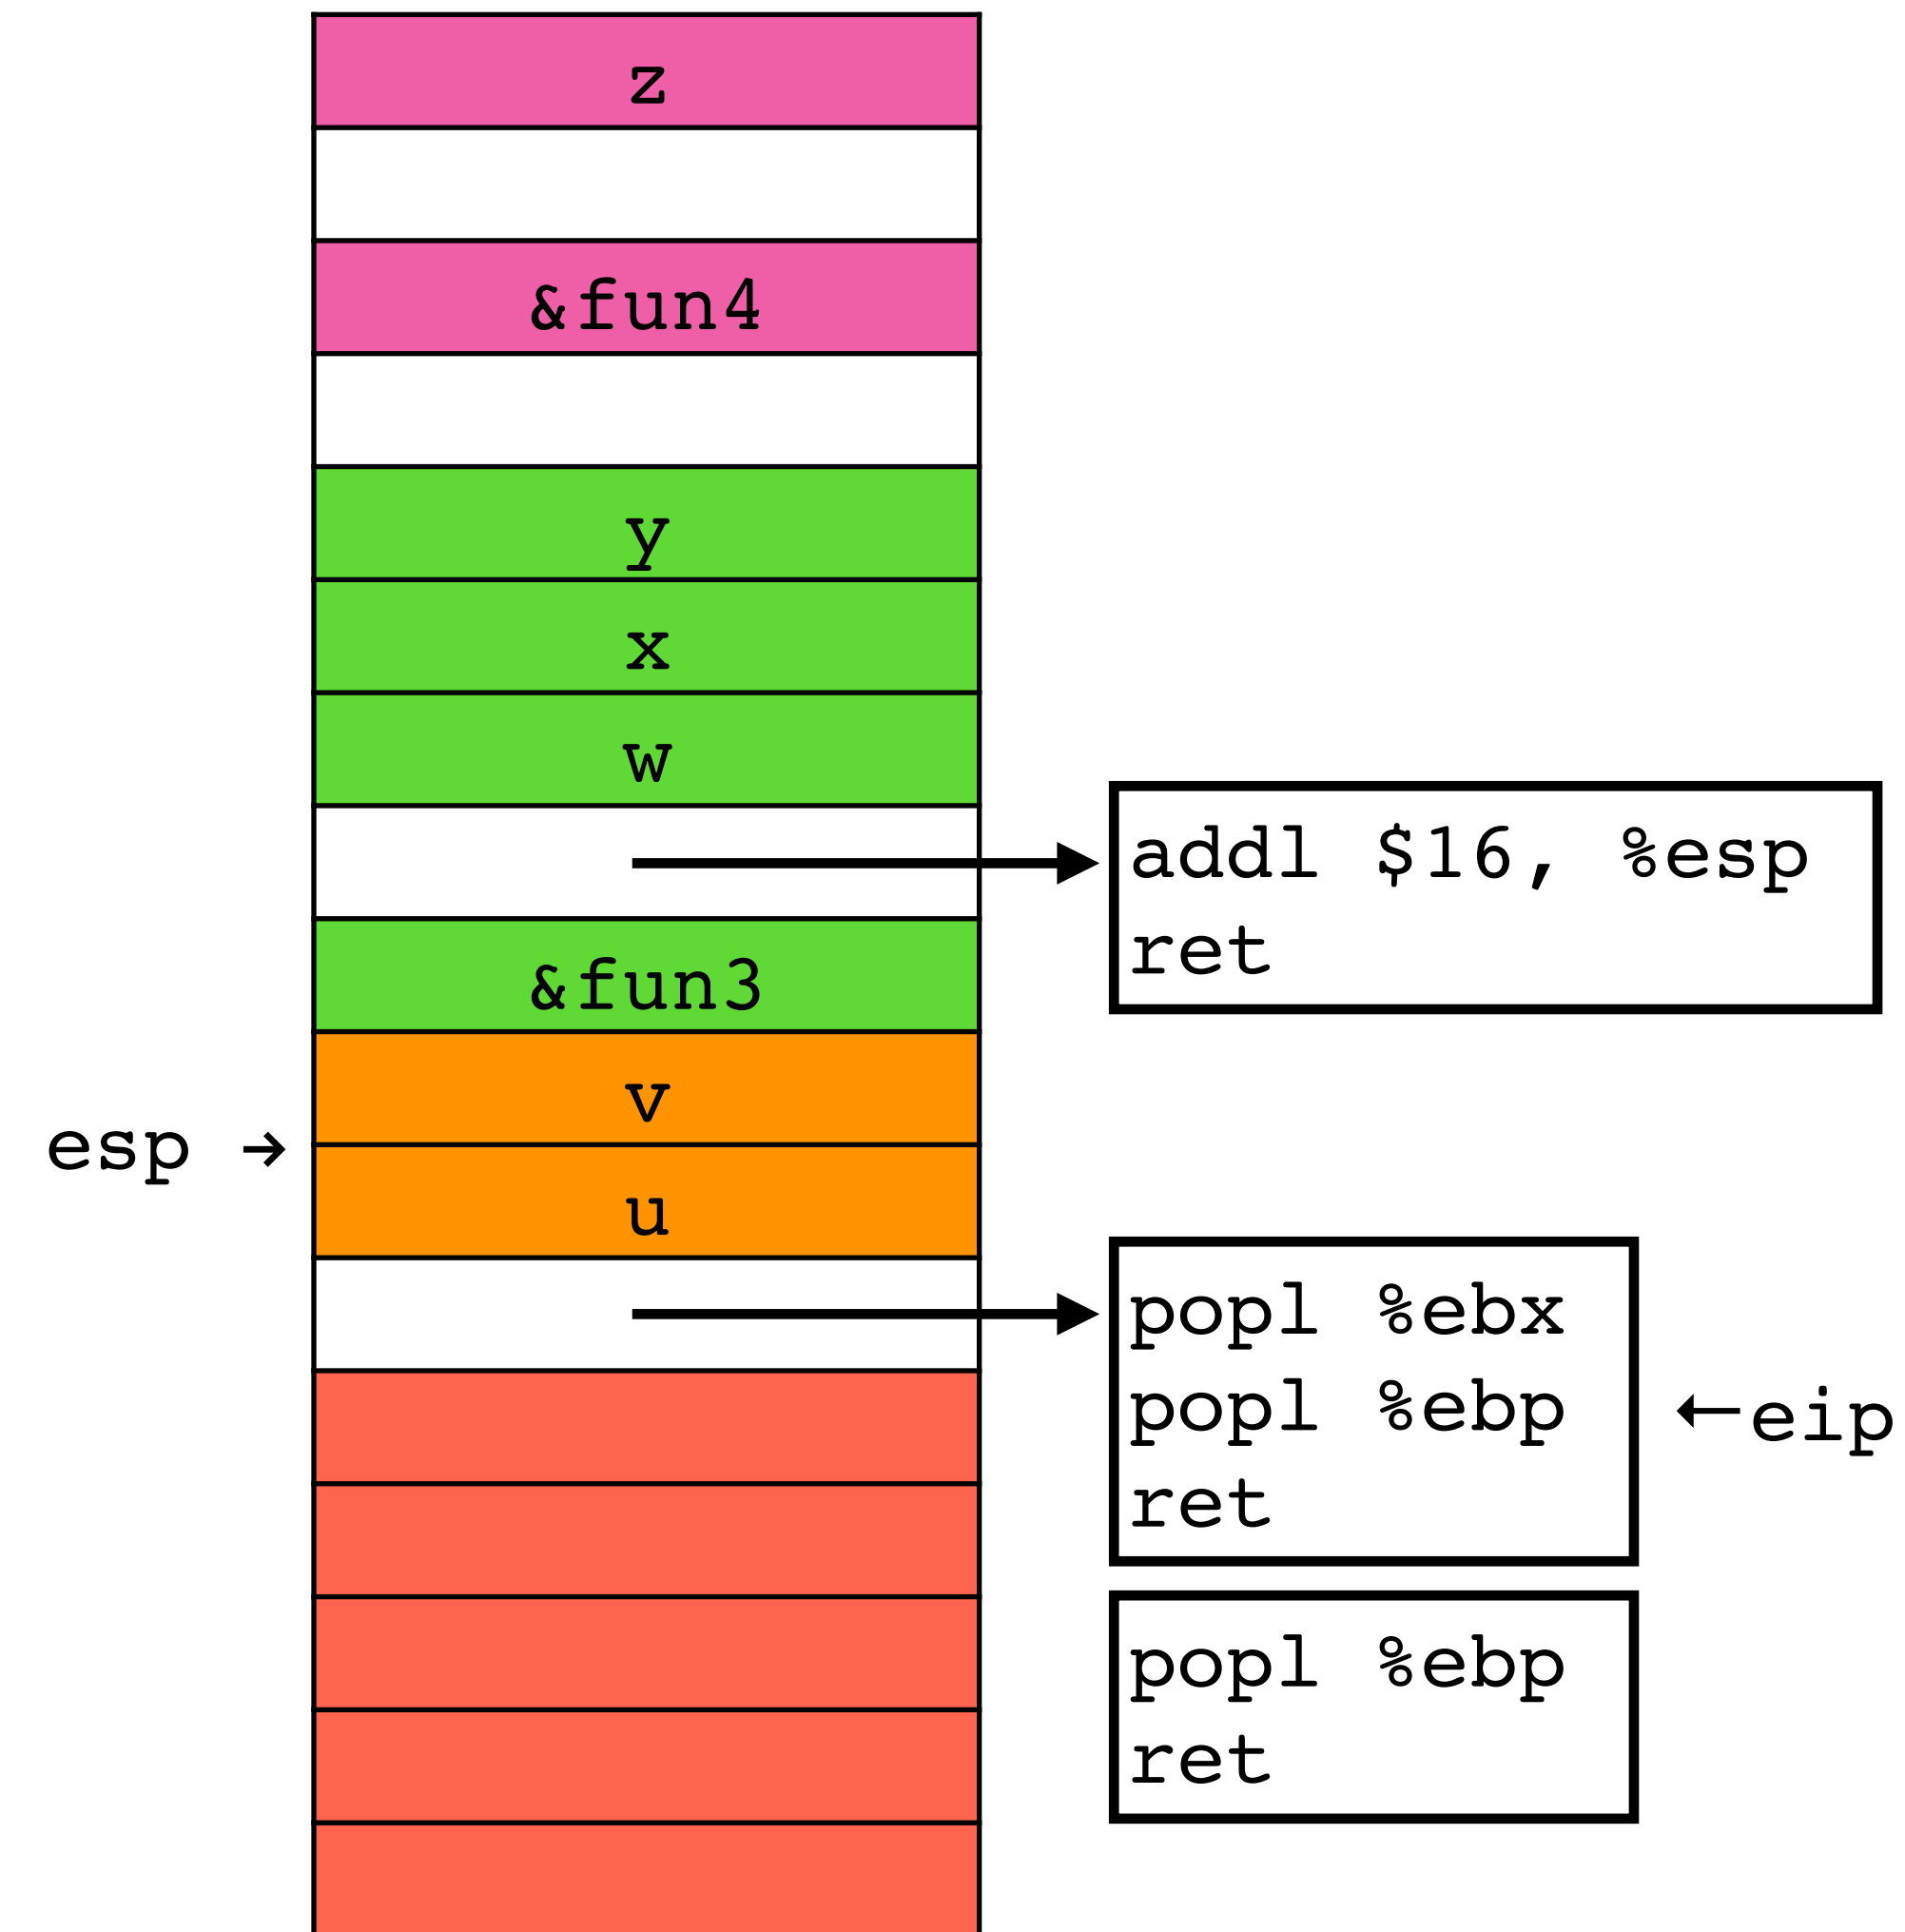 z
&fun4
y
x
w
addl $16, %esp
ret
&fun3
v
esp →
u
popl %ebx
popl %ebp
← eip
ret
popl %ebp
ret